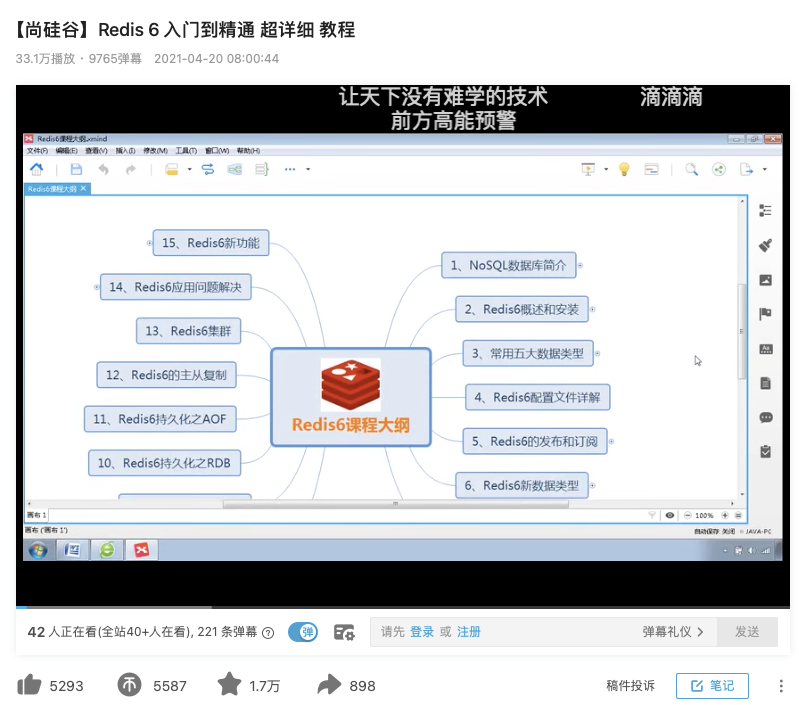 【尚硅谷】Redis 6 入门到精通 超详细 教程
33.1万播放 · 9765弹幕 2021-04-20 08:00:44
让天下没有难学的技术 滴滴滴
前方高能预警
Redis6课程大纲.xmind
文件(F) 编辑(E) 查看(V) 插入(I) 修改(M) 工具(T) 窗口(W) 帮助(H)
Redis6课程大纲
15、Redis6新功能
14、Redis6应用问题解决
13、Redis6集群
12、Redis6的主从复制
11、Redis6持久化之AOF
10、Redis6持久化之RDB
Redis6课程大纲
1、NoSQL数据库简介
2、Redis6概述和安装
3、常用五大数据类型
4、Redis6配置文件详解
5、Redis6的发布和订阅
6、Redis6新数据类型
画布 1
100%
画布 ('画布 1')
自动保存: 关闭 JAVA-PC
42 人正在看(全站40+人在看), 221 条弹幕
弹
请先 登录 或 注册
弹幕礼仪
发送
5293 5587 1.7万 898
稿件投诉
笔记